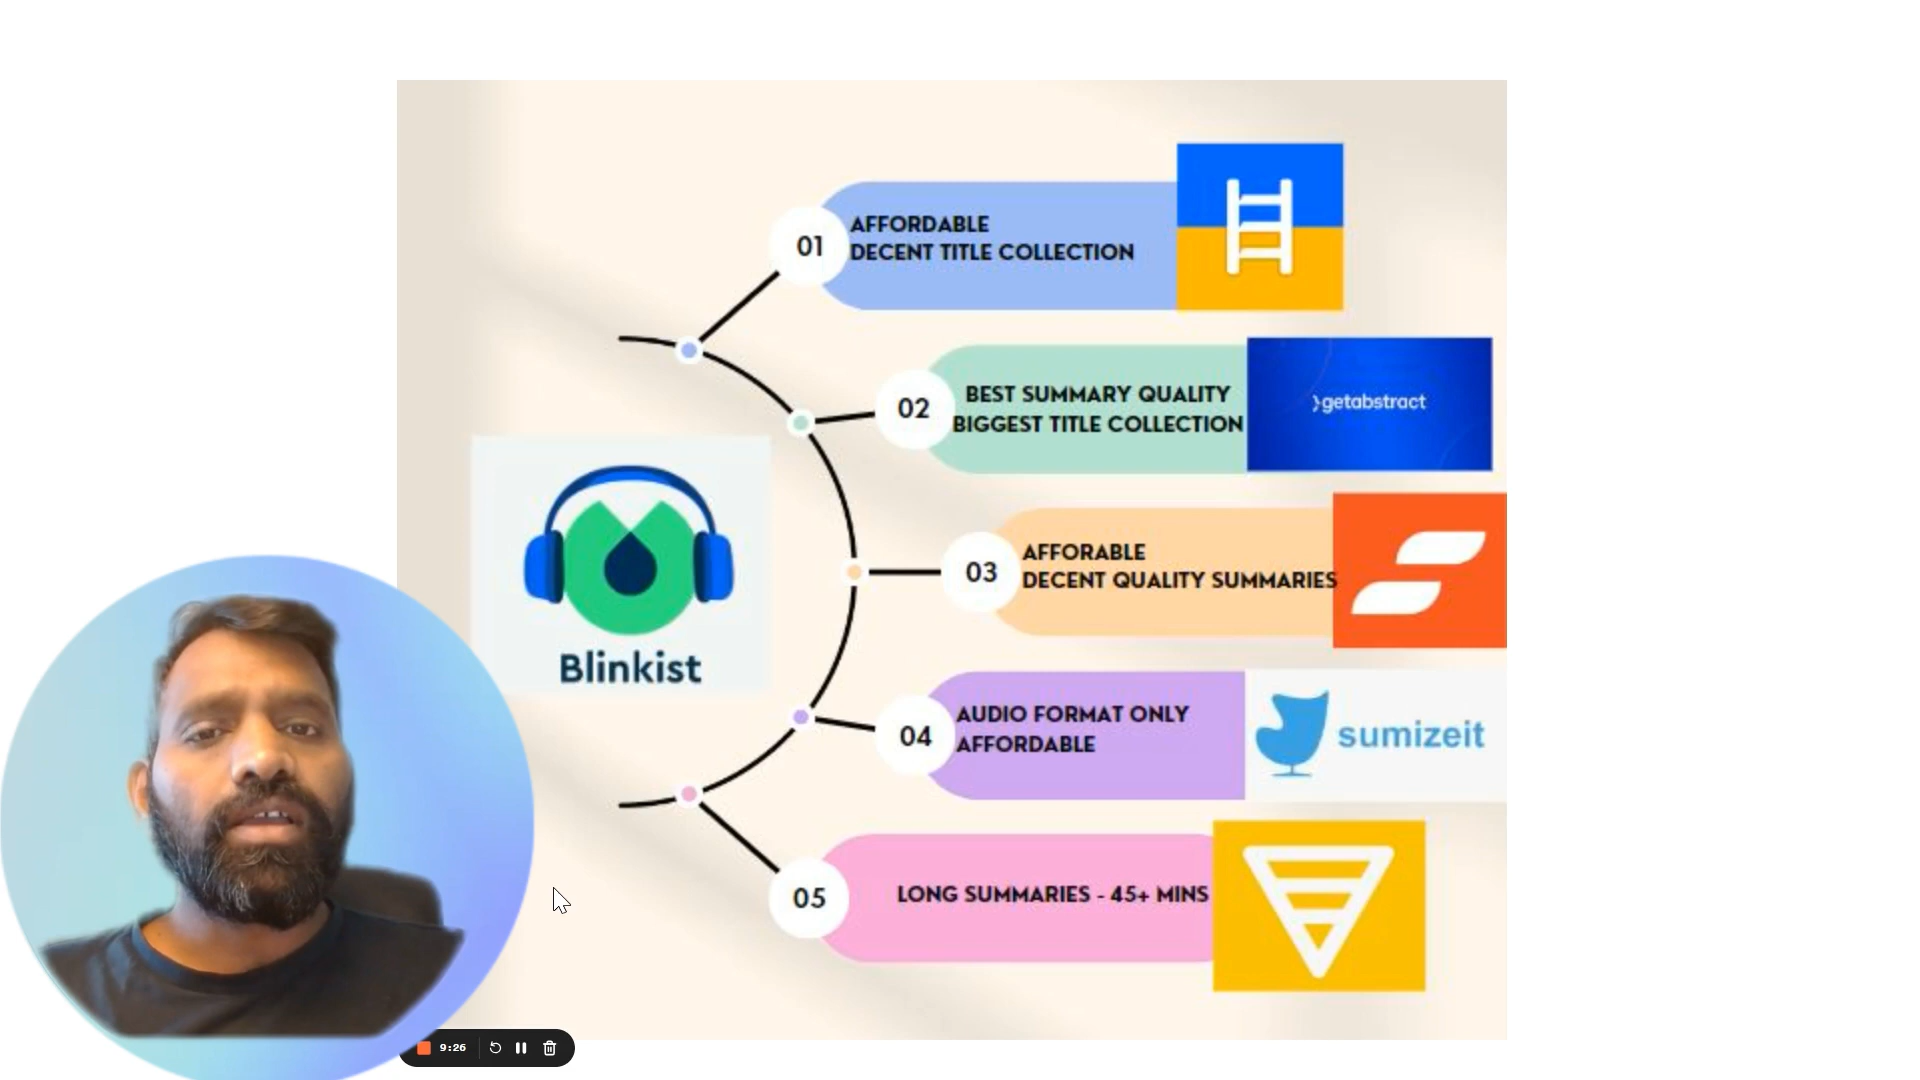 01
AFFORDABLE
DECENT TITLE COLLECTION
02
BEST SUMMARY QUALITY
BIGGEST TITLE COLLECTION
getabstract
Blinkist
03
AFFORABLE
DECENT QUALITY SUMMARIES
04
AUDIO FORMAT ONLY
AFFORDABLE
sumizeit
05
LONG SUMMARIES - 45+ MINS
9:26